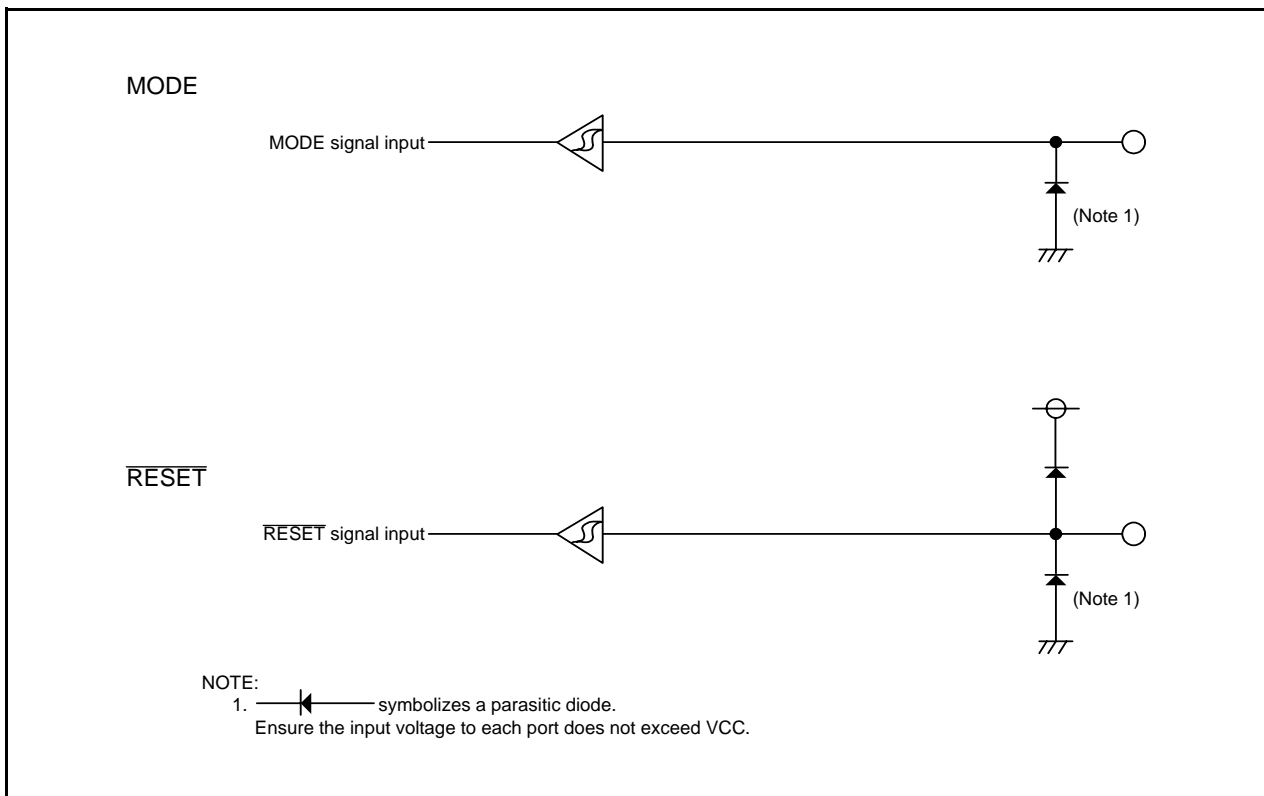 MODE
MODE signal input
(Note 1)
RESET
RESET signal input
(Note 1)
NOTE:
1. symbolizes a parasitic diode.
Ensure the input voltage to each port does not exceed VCC.